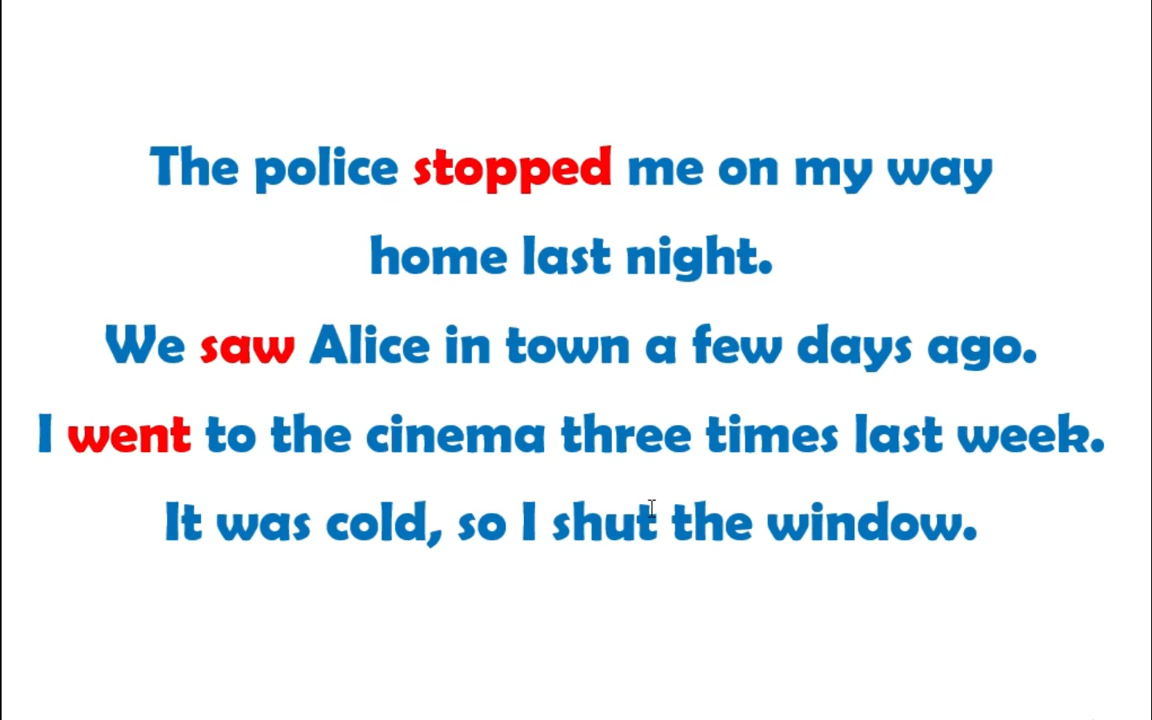 The police stopped me on my way
home last night.
We saw Alice in town a few days ago.
I went to the cinema three times last week.
It was cold, so I shut the window.